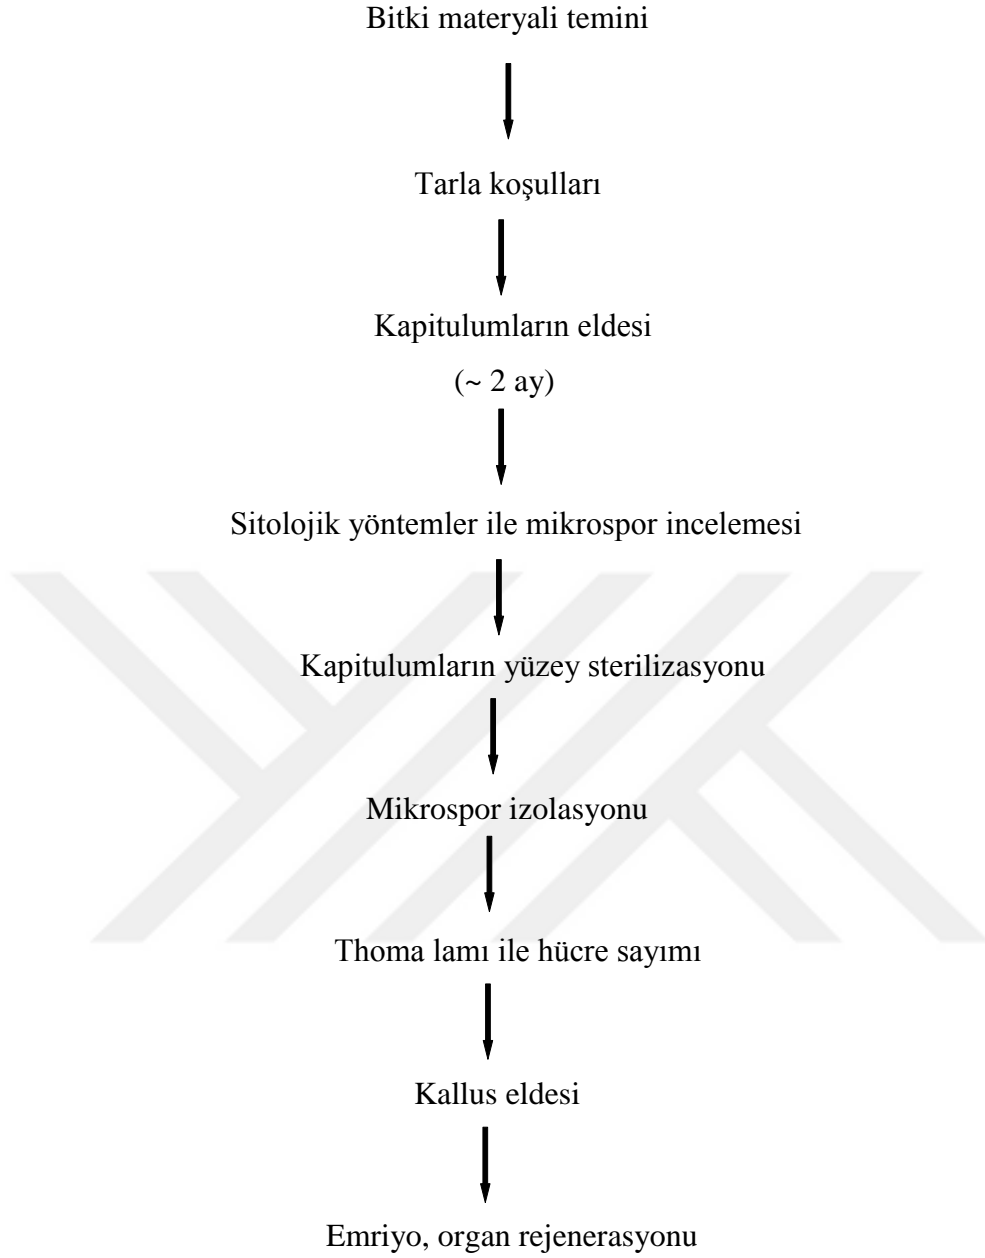 Bitki materyali temini
Tarla koşulları
Kapitulumların eldesi
(~ 2 ay)
Sitolojik yöntemler ile mikrospor incelemesi
Kapitulumların yüzey sterilizasyonu
Mikrospor izolasyonu
Thoma lamı ile hücre sayımı
Kallus eldesi
Emriyo, organ rejenerasyonu